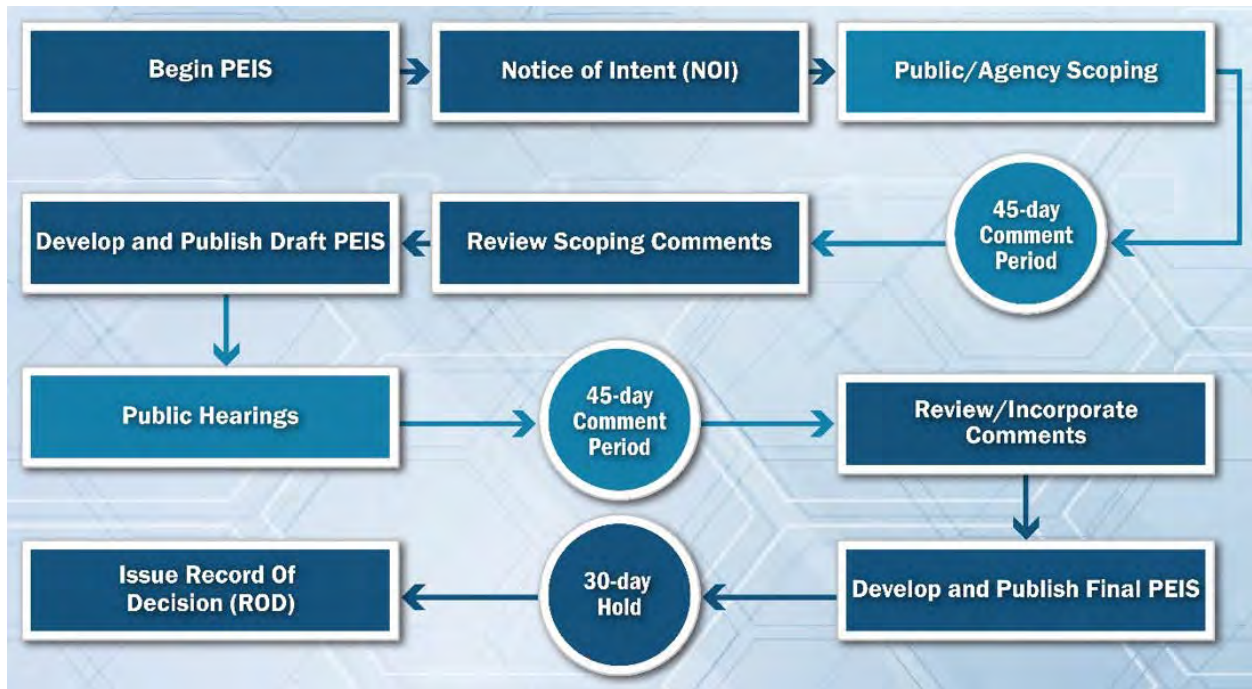 Begin PEIS
Notice of Intent (NOI)
Public/Agency Scoping
45-day
Comment
Period
Review Scoping Comments
Develop and Publish Draft PEIS
Public Hearings
45-day
Comment
Period
Review/Incorporate
Comments
Develop and Publish Final PEIS
30-day
Hold
Issue Record Of
Decision (ROD)